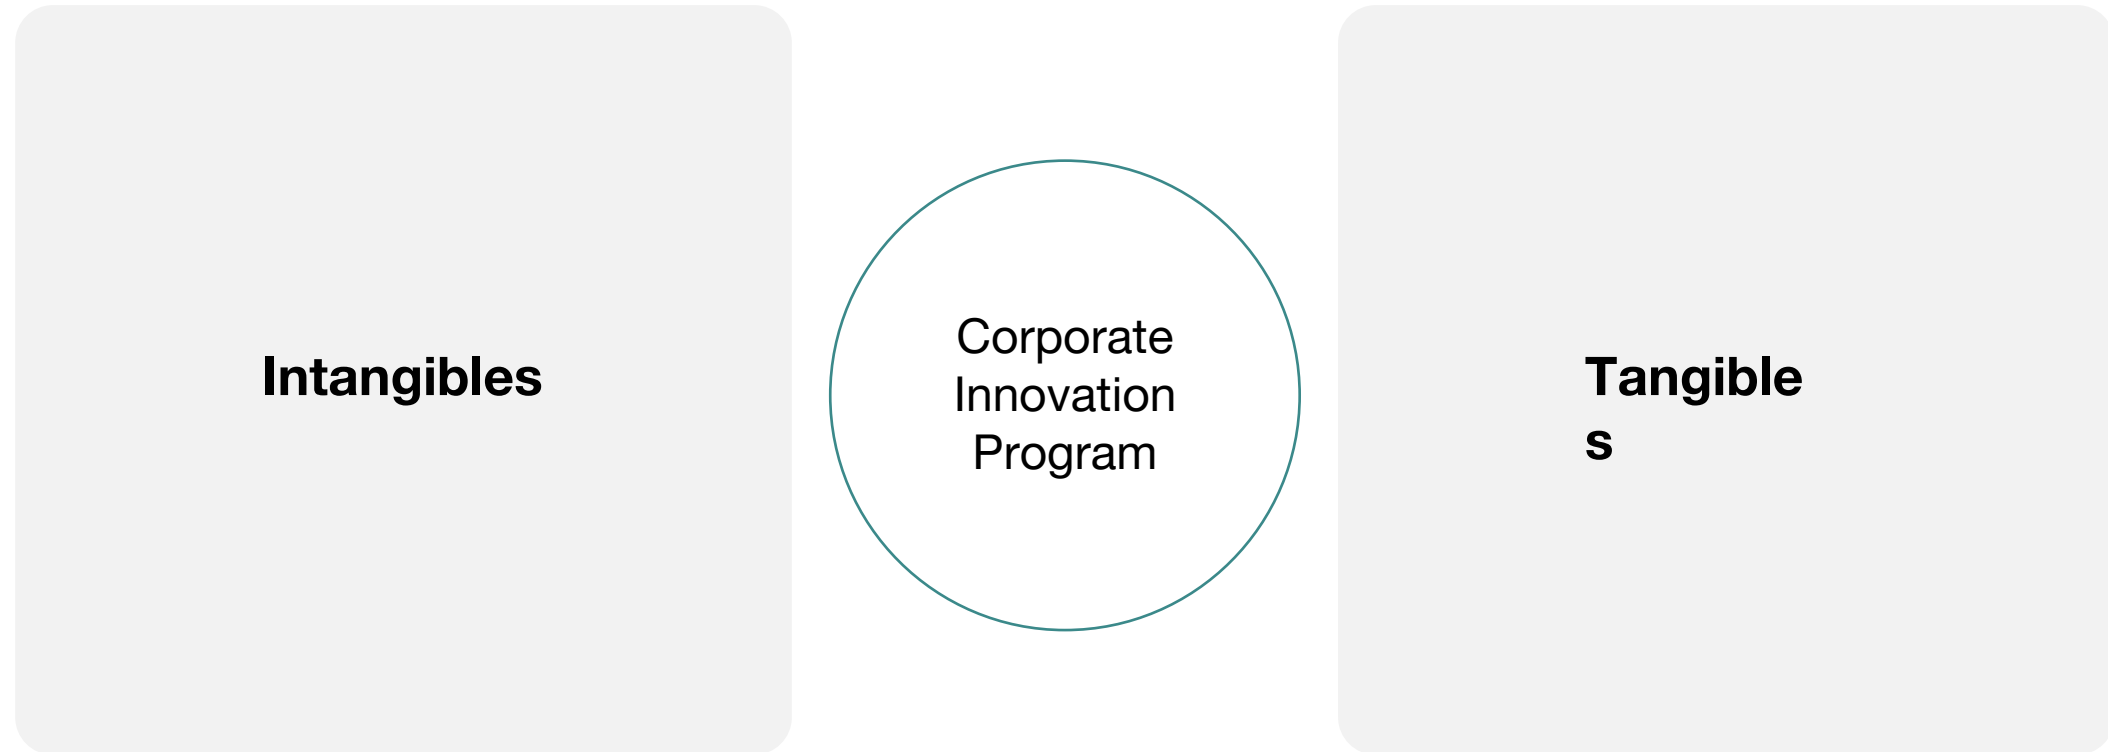 Intangibles
Corporate
Innovation
Program
Tangible
s